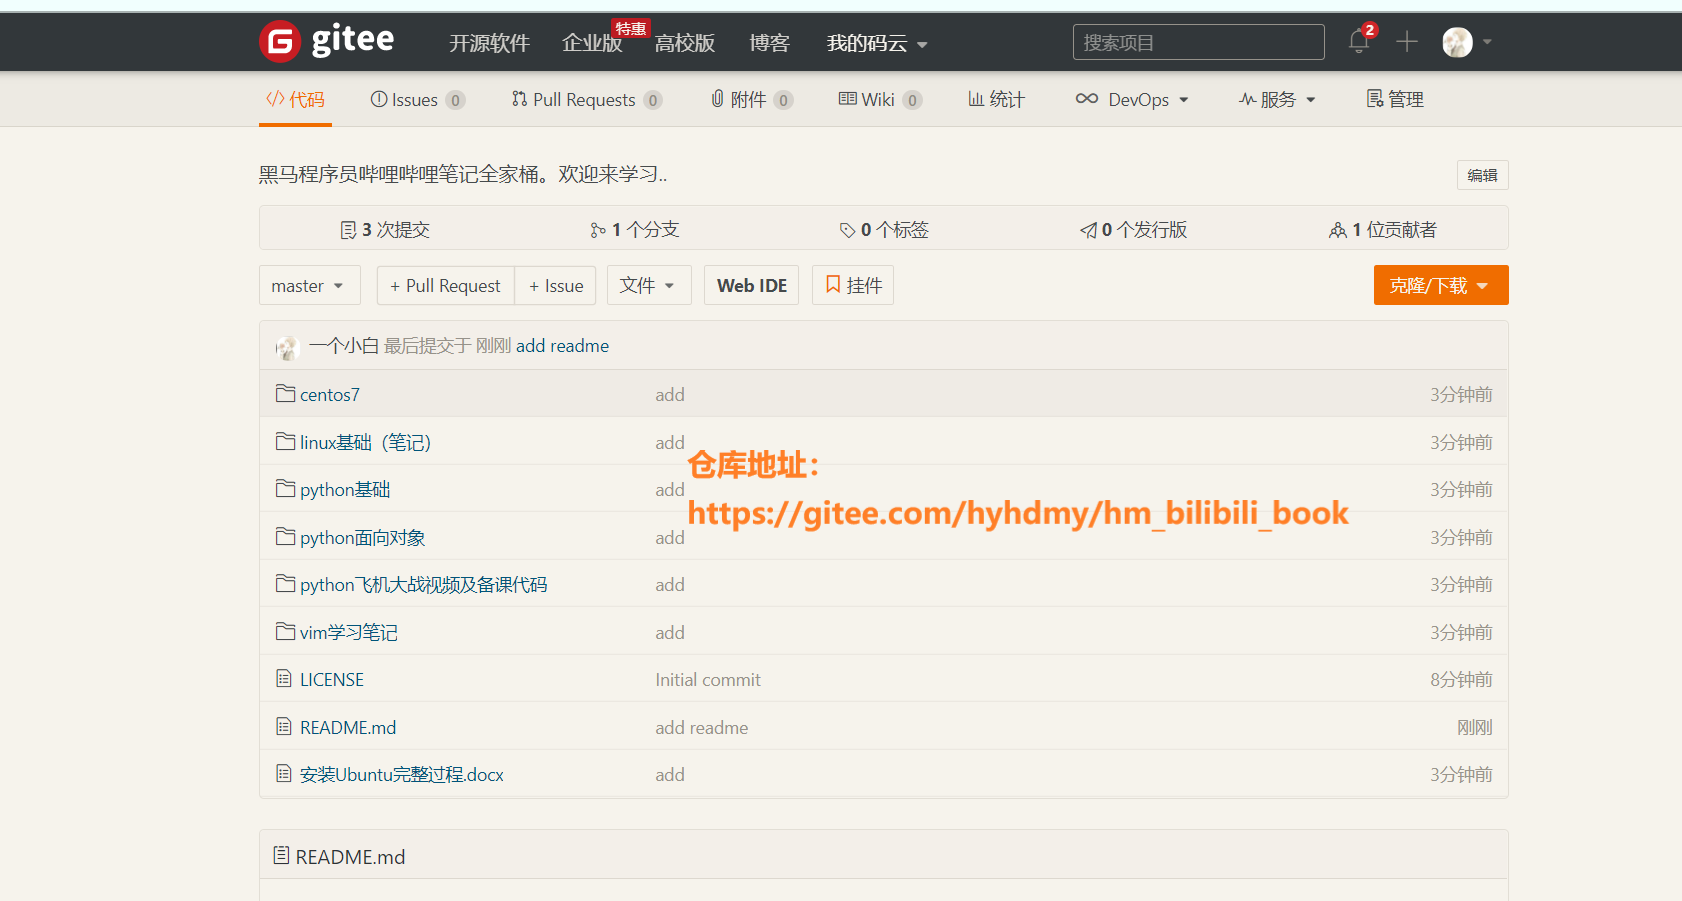 gitee 开源软件 企业版 特惠 高校版 博客 我的码云 搜索项目 2
代码 Issues 0 Pull Requests 0 附件 0 Wiki 0 统计 DevOps 服务 管理
黑马程序员哔哩哔哩笔记全家桶。欢迎来学习.. 编辑
3 次提交 1 个分支 0 个标签 0 个发行版 1 位贡献者
master + Pull Request + Issue 文件 Web IDE 挂件 克隆/下载
一个小白 最后提交于 刚刚 add readme
centos7 add 3分钟前
linux基础（笔记） add 3分钟前
仓库地址：
python基础 add 3分钟前
https://gitee.com/hyhdmy/hm_bilibili_book
python面向对象 add 3分钟前
python飞机大战视频及备课代码 add 3分钟前
vim学习笔记 add 3分钟前
LICENSE Initial commit 8分钟前
README.md add readme 刚刚
安装Ubuntu完整过程.docx add 3分钟前
README.md